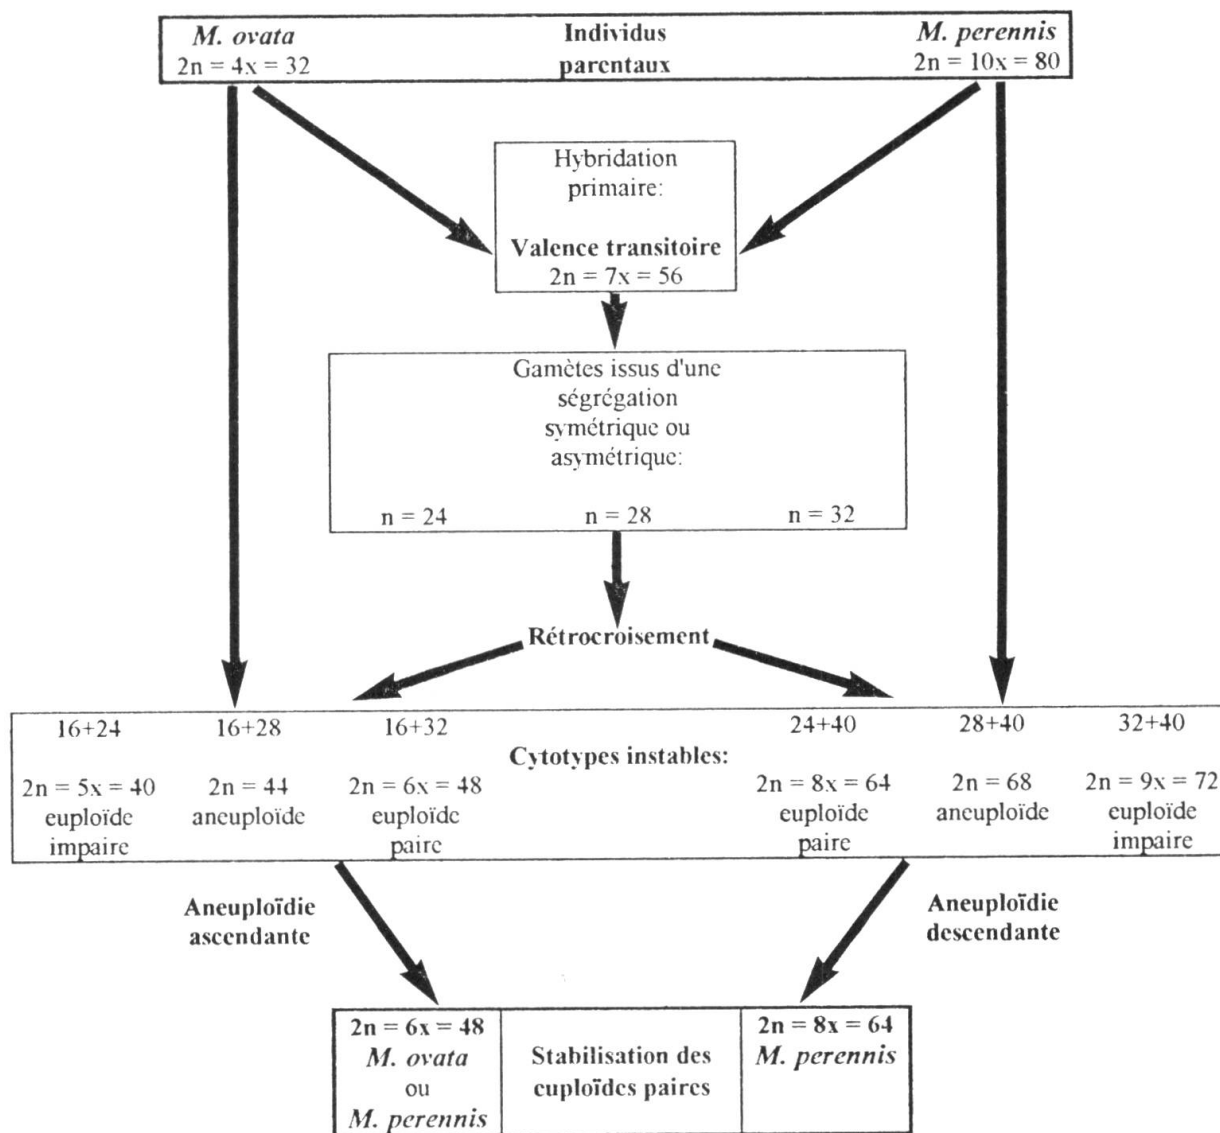 M. ovata
2n = 4x = 32
Individus
parentaux
M. perennis
2n = 10x = 80
Hybridation
primaire:
Valence transitoire
2n = 7x = 56
Gamètes issus d'une
ségrégation
symétrique ou
asymétrique:
n = 24 n = 28 n = 32
Rétrocroisement
16+24 16+28 16+32 24+40 28+40 32+40
Cytotypes instables:
2n = 5x = 40
euploïde
impaire
2n = 44
aneuploïde
2n = 6x = 48
euploïde
paire
2n = 8x = 64
euploïde
paire
2n = 68
aneuploïde
2n = 9x = 72
euploïde
impaire
Aneuploïdie
ascendante
Aneuploïdie
descendante
2n = 6x = 48
M. ovata
ou
M. perennis
Stabilisation des
euploïdes paires
2n = 8x = 64
M. perennis